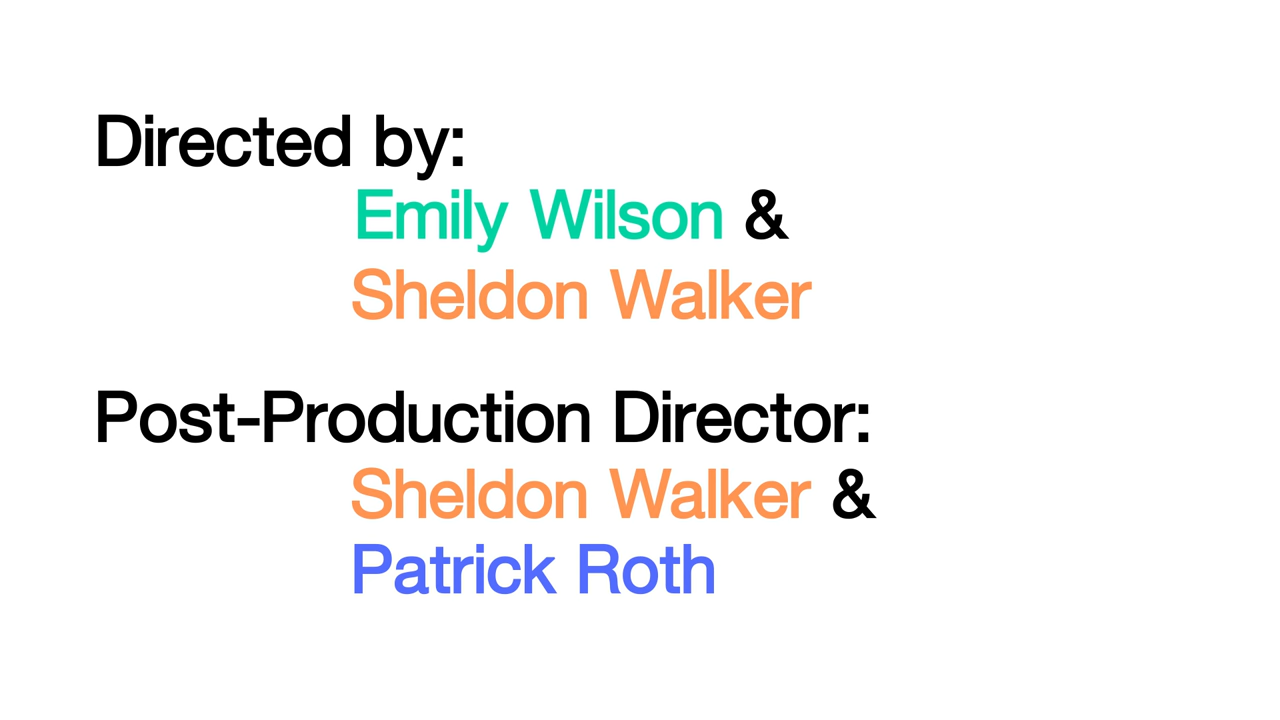 Directed by:
Emily Wilson &
Sheldon Walker
Post-Production Director:
Sheldon Walker &
Patrick Roth